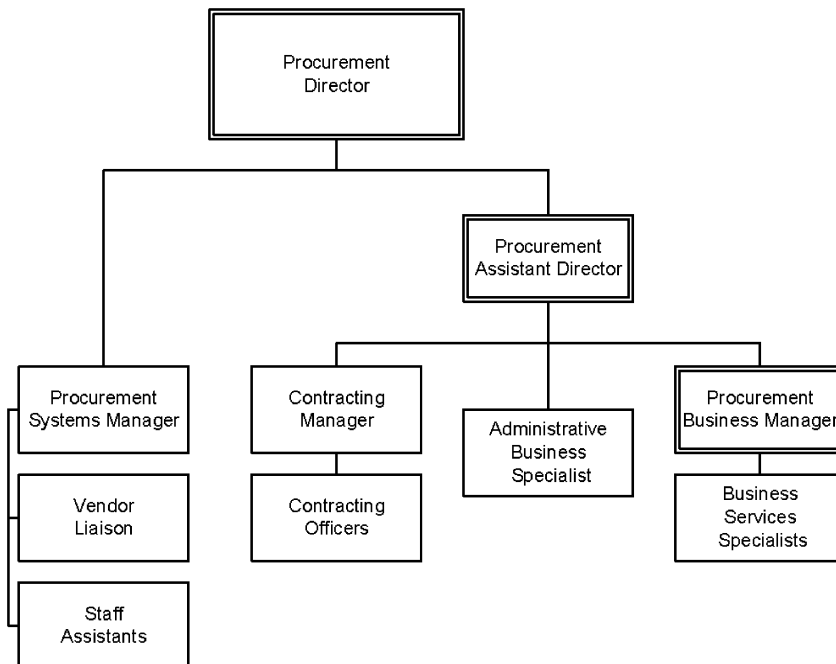 Procurement
Director
Procurement
Assistant Director
Procurement
Systems Manager
Contracting
Manager
Administrative
Business
Specialist
Procurement
Business Manager
Vendor
Liaison
Contracting
Officers
Business
Services
Specialists
Staff
Assistants